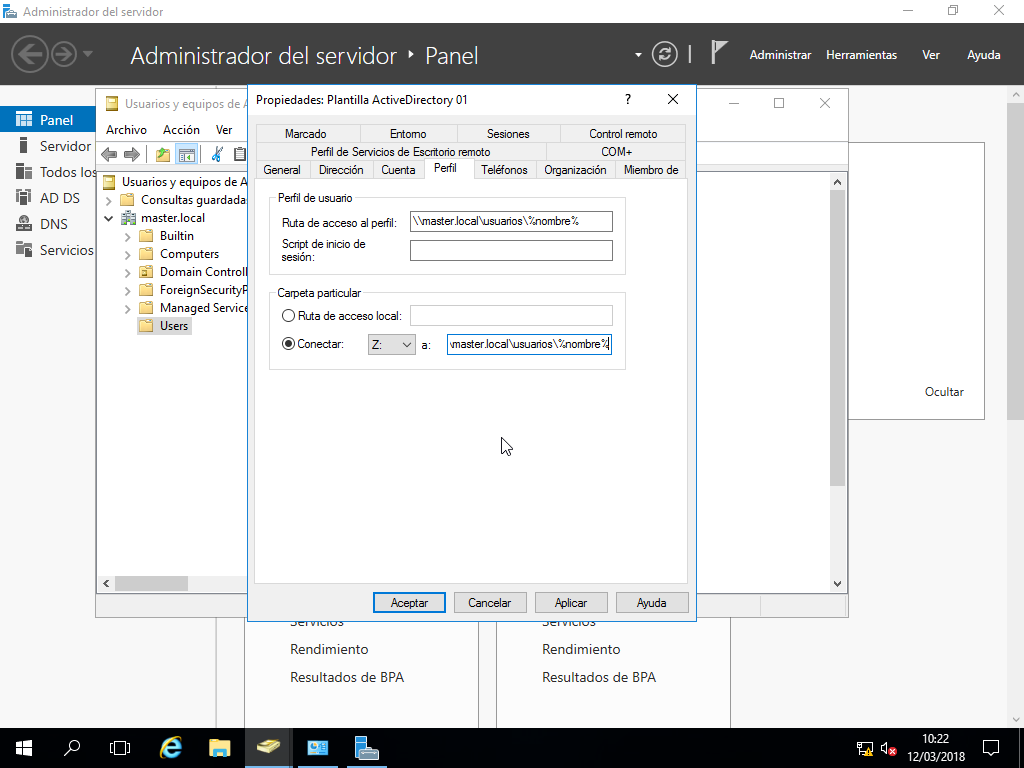 Administrador del servidor
Administrador del servidor ‣ Panel
Administrar Herramientas Ver Ayuda
Panel
Servidor
Todos los
AD DS
DNS
Servicios
Usuarios y equipos de A
Archivo Acción Ver
Usuarios y equipos de A
Consultas guardadas
master.local
Builtin
Computers
Domain Controll
ForeignSecurityP
Managed Service
Users
Propiedades: Plantilla ActiveDirectory 01
?
Marcado Entorno Sesiones Control remoto
Perfil de Servicios de Escritorio remoto COM+
General Dirección Cuenta Perfil Teléfonos Organización Miembro de
Perfil de usuario
Ruta de acceso al perfil: \\master.local\usuarios\%nombre%
Script de inicio de
sesión:
Carpeta particular
Ruta de acceso local:
Conectar: Z: a: \master.local\usuarios\%nombre%
Aceptar Cancelar Aplicar Ayuda
Ocultar
Servicios
Rendimiento
Resultados de BPA
Servicios
Rendimiento
Resultados de BPA
10:22
12/03/2018